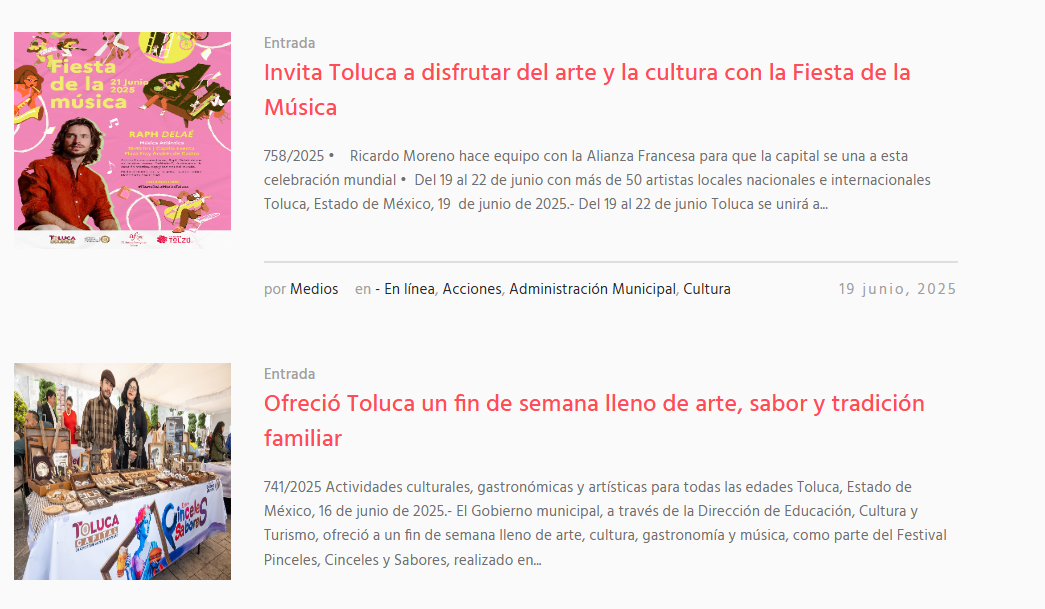 Fiesta
de la
música
21 Junio
2025
RAPH DELAÉ
TOLUCA
TOLZÚ
Entrada
Invita Toluca a disfrutar del arte y la cultura con la Fiesta de la
Música
758/2025 • Ricardo Moreno hace equipo con la Alianza Francesa para que la capital se una a esta
celebración mundial • Del 19 al 22 de junio con más de 50 artistas locales nacionales e internacionales
Toluca, Estado de México, 19 de junio de 2025.- Del 19 al 22 de junio Toluca se unirá a...
por Medios en - En línea, Acciones, Administración Municipal, Cultura
19 junio, 2025
TOLUCA
CAPITAL
Pinceles
Sabores
Entrada
Ofreció Toluca un fin de semana lleno de arte, sabor y tradición
familiar
741/2025 Actividades culturales, gastronómicas y artísticas para todas las edades Toluca, Estado de
México, 16 de junio de 2025.- El Gobierno municipal, a través de la Dirección de Educación, Cultura y
Turismo, ofreció a un fin de semana lleno de arte, cultura, gastronomía y música, como parte del Festival
Pinceles, Cinceles y Sabores, realizado en...